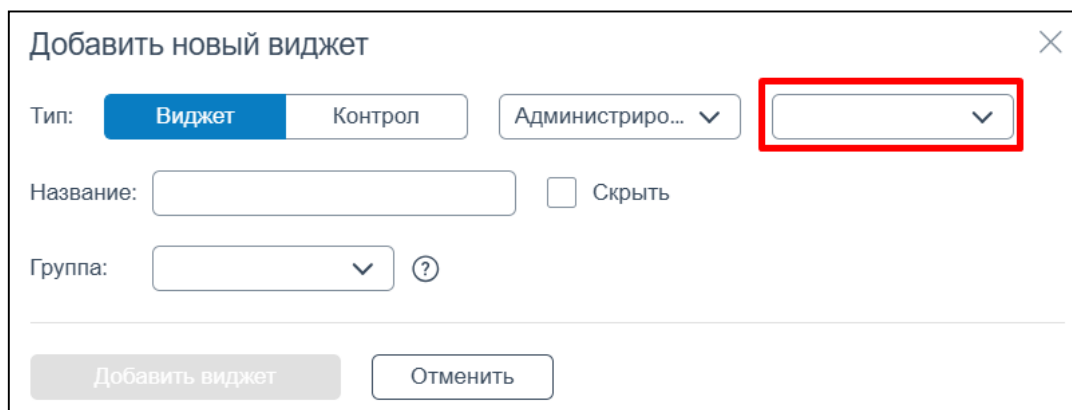 Добавить новый виджет
Тип: Виджет Контрол Администриро...
Название: Скрыть
Группа: ?
Добавить виджет Отменить